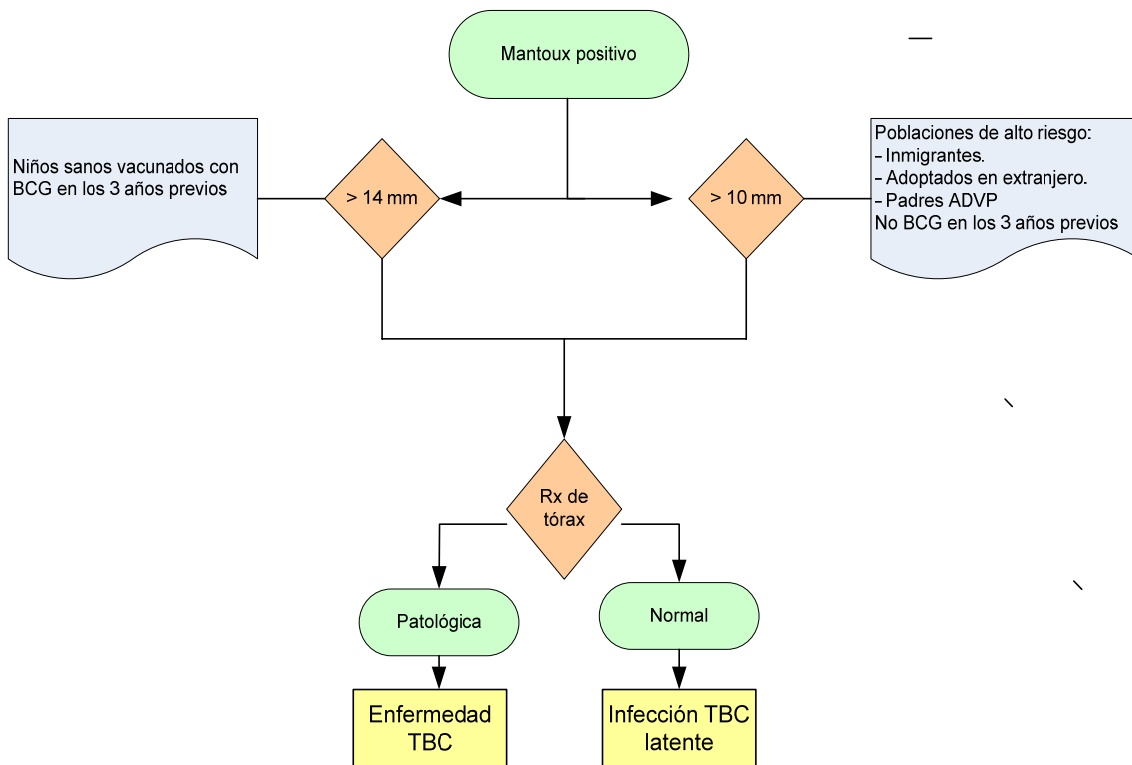 Mantoux positivo
Niños sanos vacunados con
BCG en los 3 años previos
> 14 mm
> 10 mm
Poblaciones de alto riesgo:
- Inmigrantes.
- Adoptados en extranjero.
- Padres ADVP
No BCG en los 3 años previos
Rx de
tórax
Patológica
Normal
Enfermedad
TBC
Infección TBC
latente